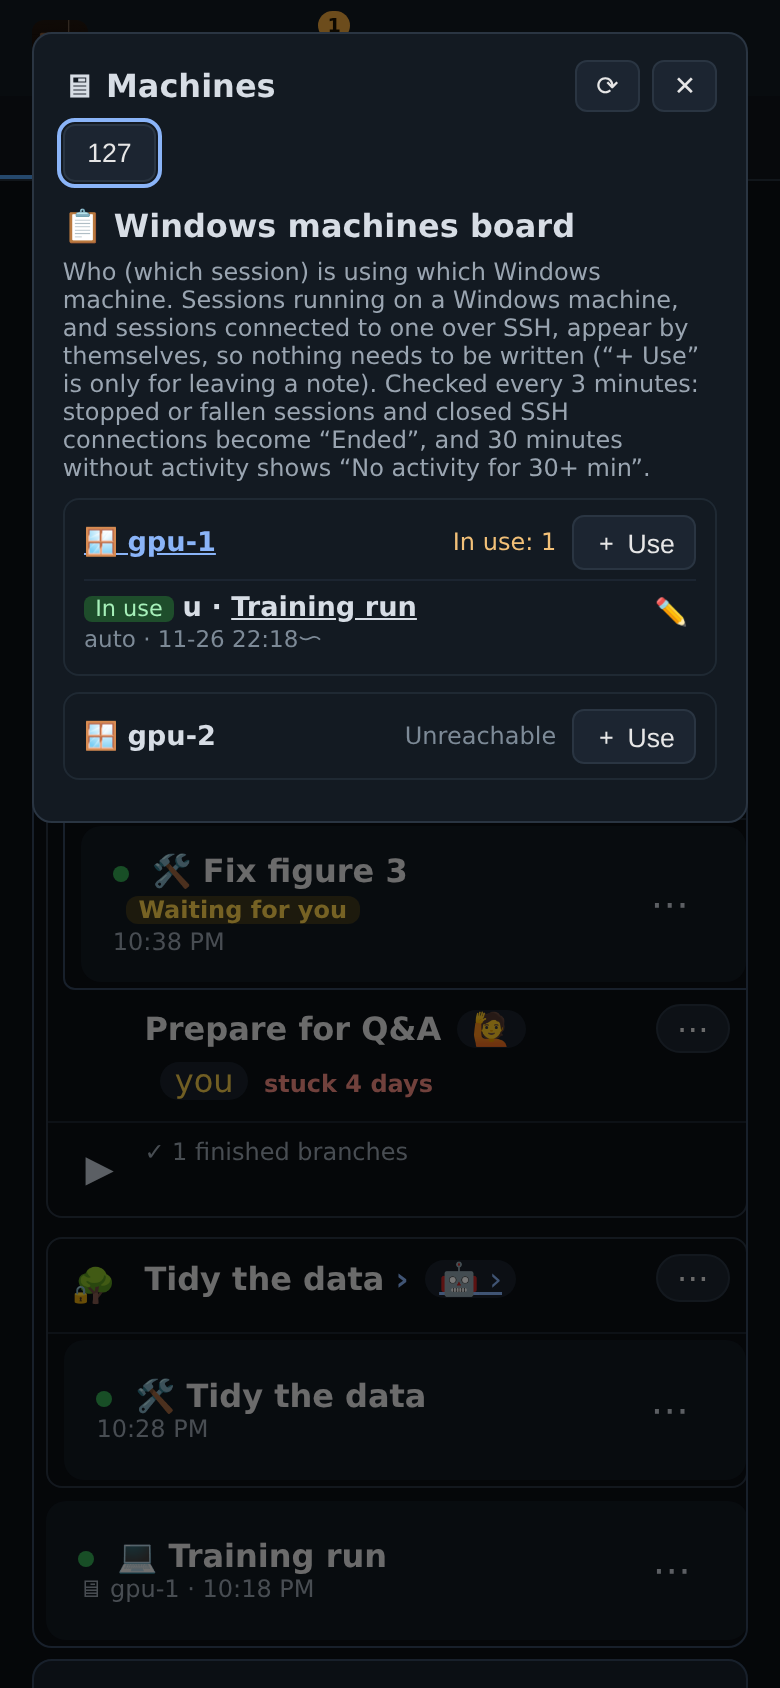 1
🖥 Machines
⟳ ✕
127
📋 Windows machines board
Who (which session) is using which Windows
machine. Sessions running on a Windows machine,
and sessions connected to one over SSH, appear by
themselves, so nothing needs to be written (“+ Use”
is only for leaving a note). Checked every 3 minutes:
stopped or fallen sessions and closed SSH
connections become “Ended”, and 30 minutes
without activity shows “No activity for 30+ min”.
🪟 gpu-1 In use: 1 + Use
In use u · Training run ✏️
auto · 11-26 22:18~
🪟 gpu-2 Unreachable + Use
🛠️ Fix figure 3
Waiting for you ⋯
10:38 PM
Prepare for Q&A 🙋 ⋯
you stuck 4 days
✓ 1 finished branches
▶
Tidy the data › 🤖 › ⋯
🛠️ Tidy the data
10:28 PM ⋯
💻 Training run
🖥 gpu-1 · 10:18 PM ⋯